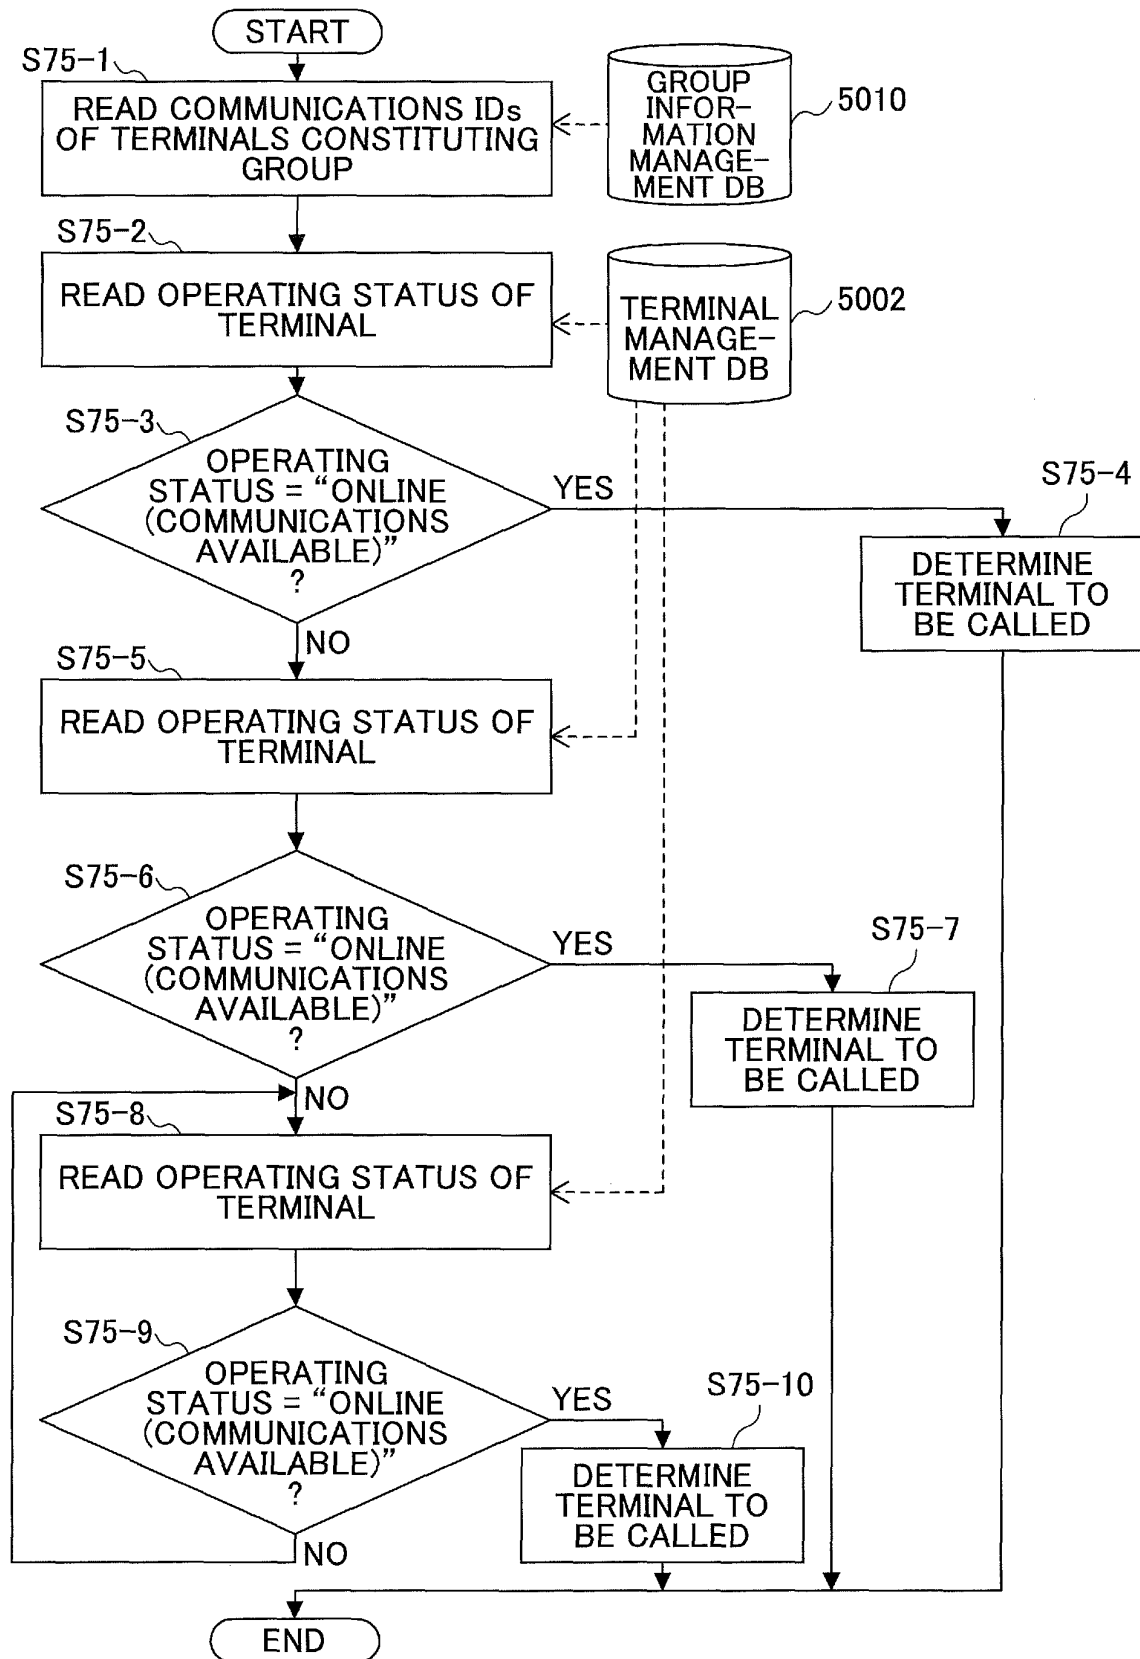 START
S75-1
READ COMMUNICATIONS IDs
OF TERMINALS CONSTITUTING
GROUP
GROUP
INFOR-
MATION
MANAGE-
MENT DB
5010
S75-2
READ OPERATING STATUS OF
TERMINAL
TERMINAL
MANAGE-
MENT DB
5002
S75-3
OPERATING
STATUS = “ONLINE
(COMMUNICATIONS
AVAILABLE)”
?
YES
S75-4
DETERMINE
TERMINAL TO
BE CALLED
NO
S75-5
READ OPERATING STATUS OF
TERMINAL
S75-6
OPERATING
STATUS = “ONLINE
(COMMUNICATIONS
AVAILABLE)”
?
YES
S75-7
DETERMINE
TERMINAL TO
BE CALLED
NO
S75-8
READ OPERATING STATUS OF
TERMINAL
S75-9
OPERATING
STATUS = “ONLINE
(COMMUNICATIONS
AVAILABLE)”
?
YES
S75-10
DETERMINE
TERMINAL TO
BE CALLED
NO
END